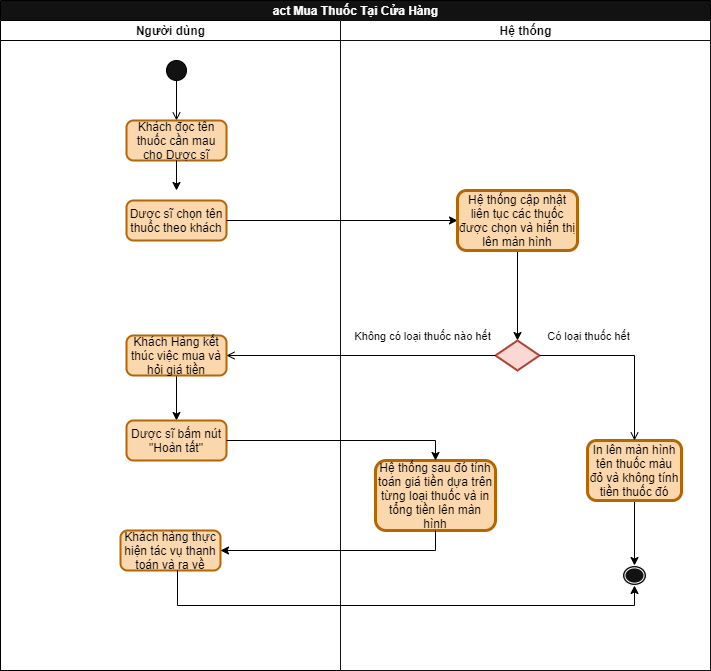 act Mua Thuốc Tại Cửa Hàng
Người dùng
Hệ thống
Khách đọc tên
thuốc cần mau
cho Dược sĩ
Dược sĩ chọn tên
thuốc theo khách
Hệ thống cập nhật
liên tục các thuốc
được chọn và hiển thị
lên màn hình
Không có loại thuốc nào hết
Có loại thuốc hết
Khách Hàng kết
thúc việc mua và
hỏi giá tiền
Dược sĩ bấm nút
"Hoàn tất"
Hệ thống sau đó tính
toán giá tiền dựa trên
từng loại thuốc và in
tổng tiền lên màn
hình
In lên màn hình
tên thuốc màu
đỏ và không tính
tiền thuốc đó
Khách hàng thực
hiện tác vụ thanh
toán và ra về